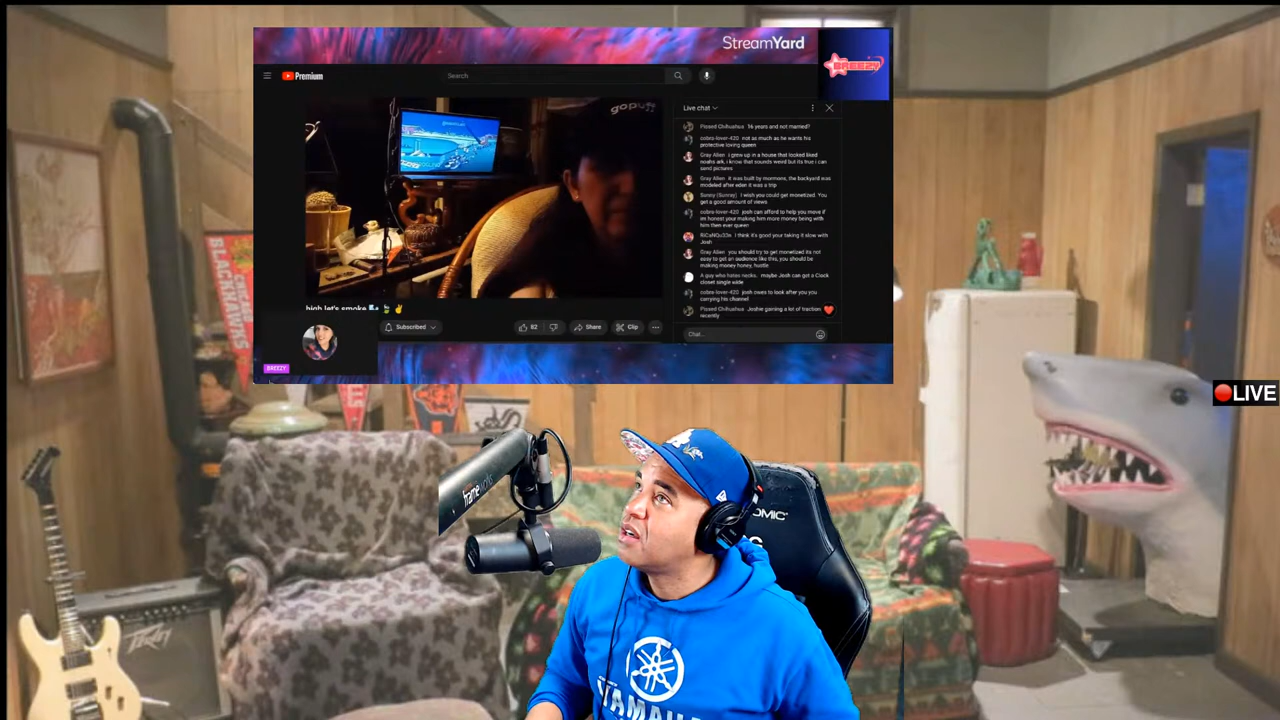 StreamYard
BREEZY
Premium
Search
gopuff
Live chat
Pissed Chihuahua 16 years and not married?
cobra-lover-420 not as much as he wants his
protective loving queen
Gray Allen i grew up in a house that looked liked
noahs ark, i know that sounds weird but its true i can
send pictures
Gray Allen it was built by mormons, the backyard was
modeled after eden it was a trip
Sunny (Sunny) I wish you could get monetized. You
get a good amount of views
cobra-lover-420 josh can afford to help you move if
im honest your making him more money being with
him then ever queen
I think it's good your taking it slow with
Josh
Gray Allen you should try to get monetized its not
easy to get an audience like this, you should be
making money honey, hustle
A guy who hates necks. maybe Josh can get a Clock
closet single wide
cobra-lover-420 josh owes to look after you you
carrying his channel
Pissed Chihuahua Josher gaining a lot of traction
recently
Chat...
high let's smoke
Subscribed
82
Share
Clip
BREEZY
CHICAGO
BLACKHAWKS
LIVE
PEAVEY
YAMAHA